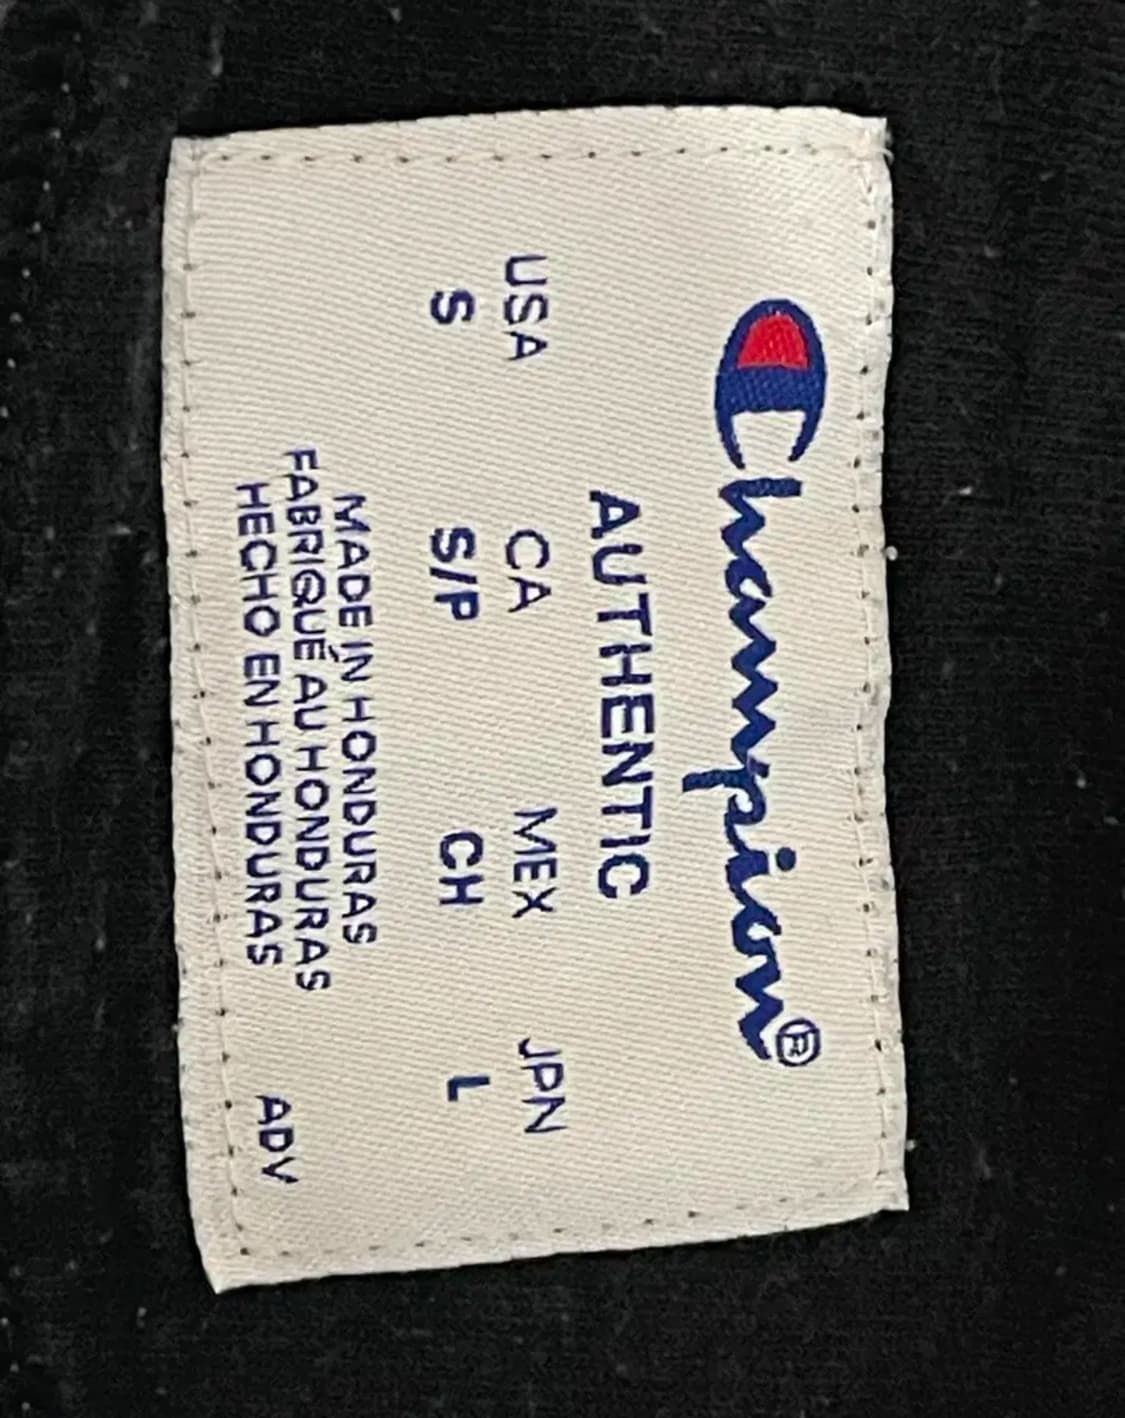 Champion®
AUTHENTIC
USA CA MEX JPN
S S/P CH L
MADE IN HONDURAS
FABRIQUÉ AU HONDURAS
HECHO EN HONDURAS ADV